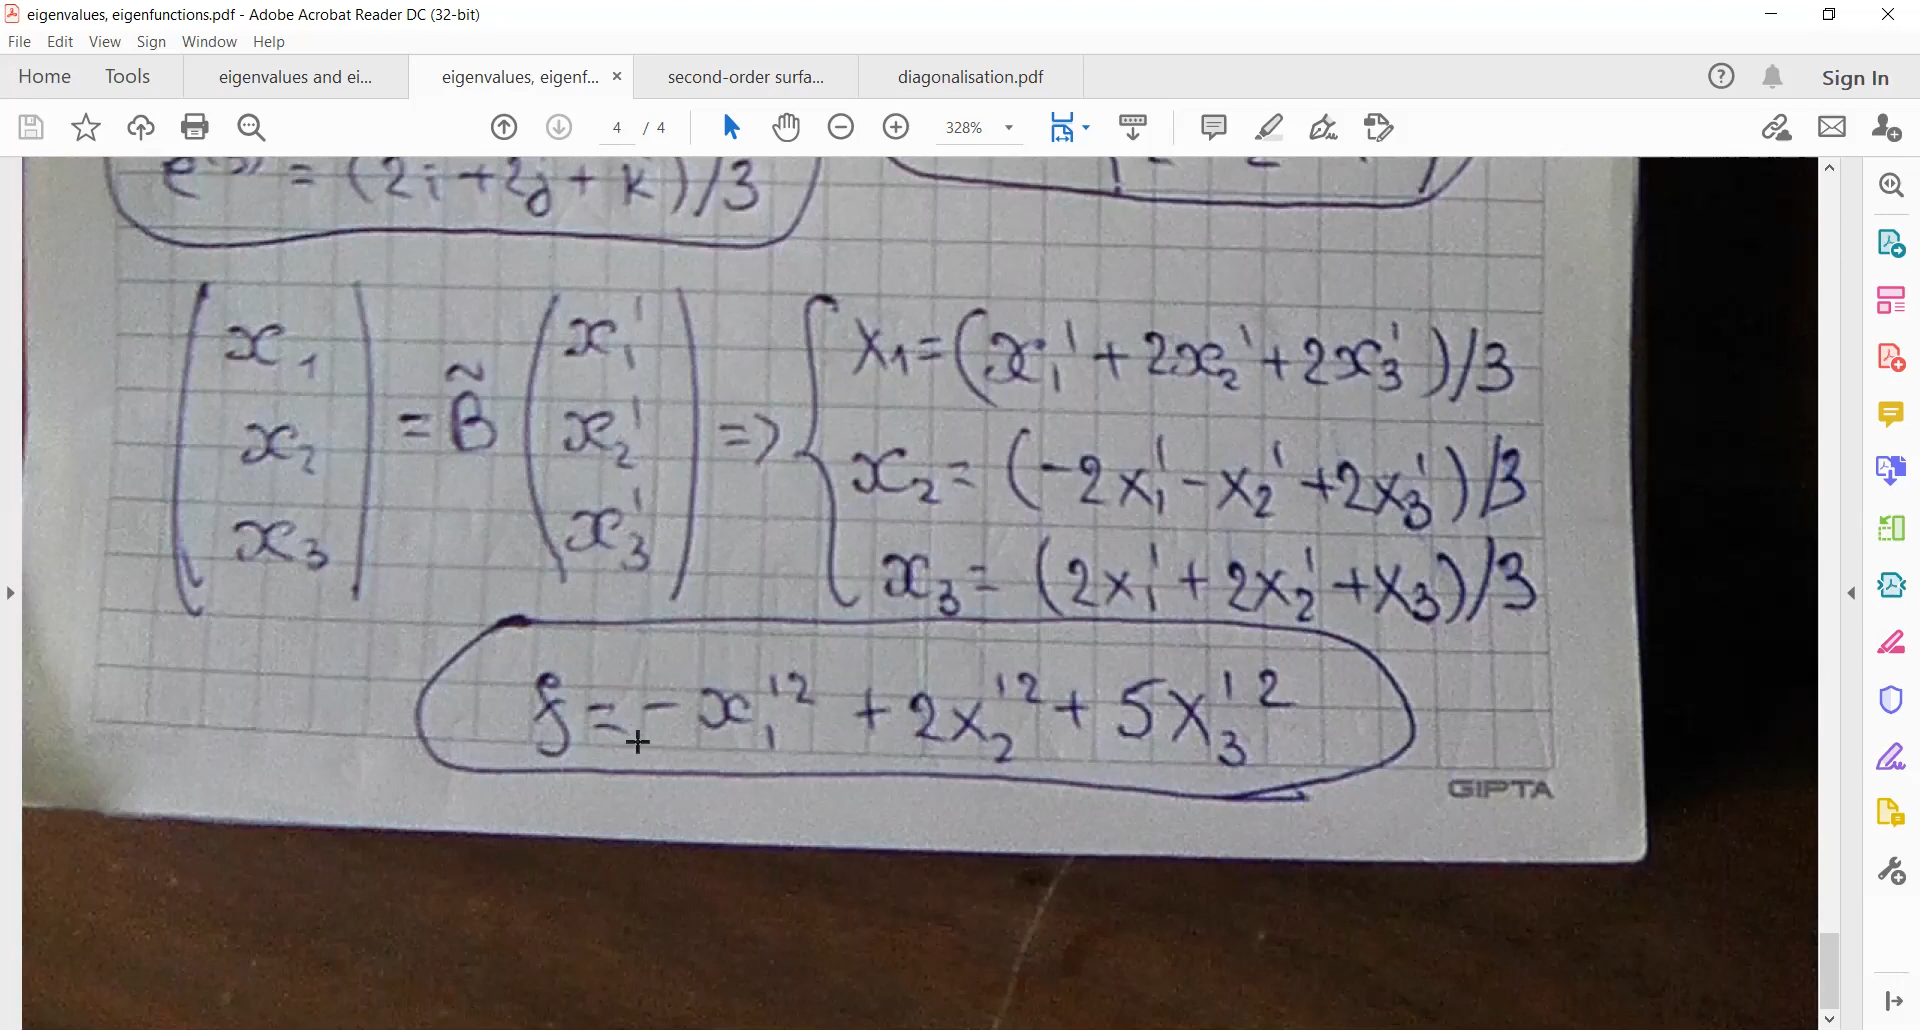 eigenvalues, eigenfunctions.pdf - Adobe Acrobat Reader DC (32-bit)
File Edit View Sign Window Help
Home Tools eigenvalues and ei... eigenvalues, eigenf... × second-order surfa... diagonalisation.pdf Sign In
4 / 4 328%
= (2i + 2j + k)/3
x₁ x₁' x₁ = (x₁' + 2x₂' + 2x₃')/3
x₂ = B̃ x₂' => x₂ = (-2x₁' - x₂' + 2x₃')/3
x₃ x₃' x₃ = (2x₁' + 2x₂' + x₃)/3
f = - x₁'² + 2x₂'² + 5x₃'²
GIPTA